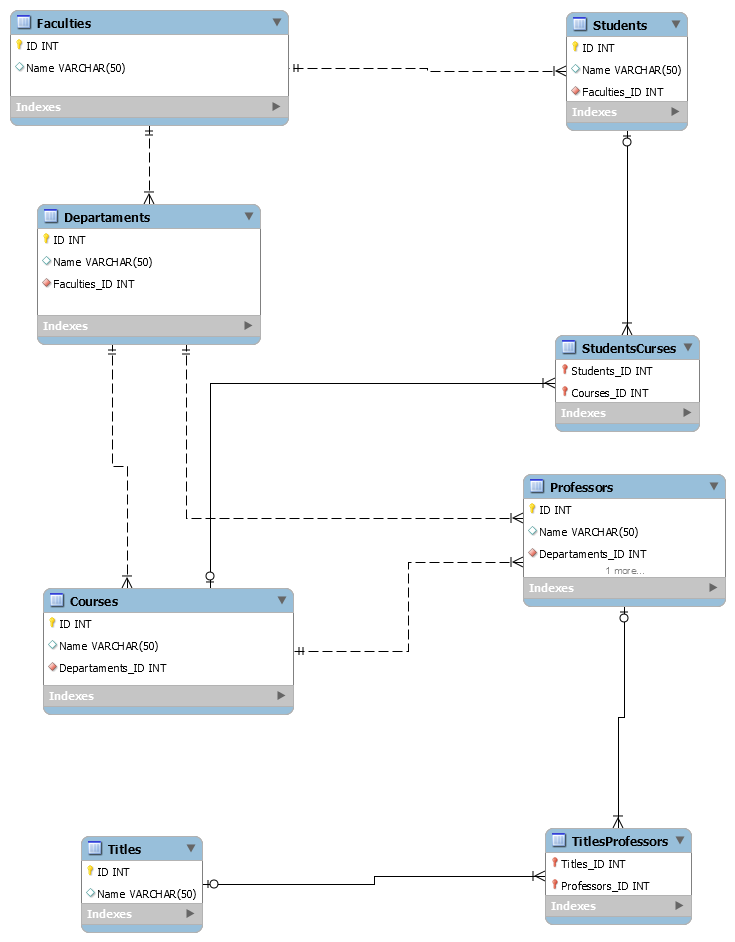 Faculties
ID INT
Name VARCHAR(50)
Indexes
Students
ID INT
Name VARCHAR(50)
Faculties_ID INT
Indexes
Departaments
ID INT
Name VARCHAR(50)
Faculties_ID INT
Indexes
StudentsCurses
Students_ID INT
Courses_ID INT
Indexes
Professors
ID INT
Name VARCHAR(50)
Departaments_ID INT
1 more...
Indexes
Courses
ID INT
Name VARCHAR(50)
Departaments_ID INT
Indexes
Titles
ID INT
Name VARCHAR(50)
Indexes
TitlesProfessors
Titles_ID INT
Professors_ID INT
Indexes